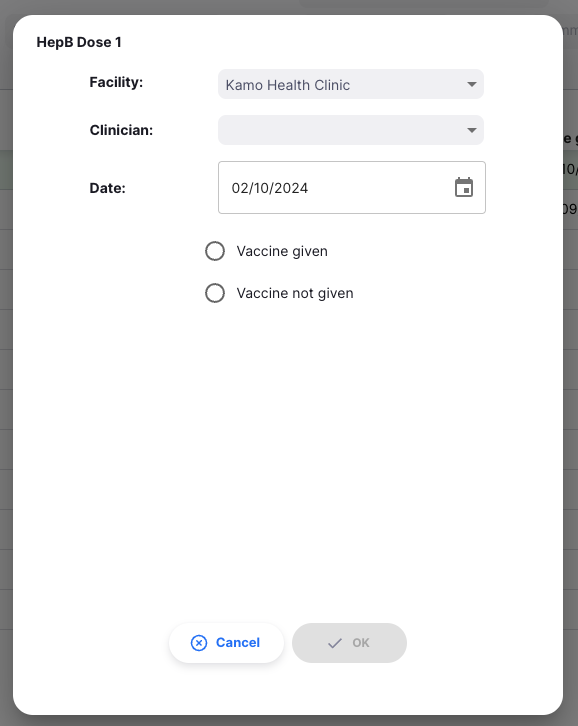 HepB Dose 1
Facility:
Kamo Health Clinic
Clinician:
Date:
02/10/2024
Vaccine given
Vaccine not given
Cancel
OK